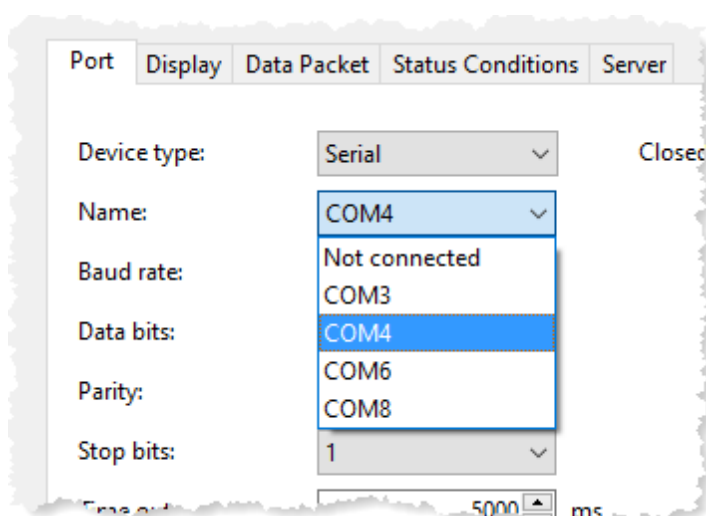 Port Display Data Packet Status Conditions Server
Device type: Serial Closed
Name: COM4
Not connected
Baud rate:
COM3
Data bits: COM4
COM6
Parity:
COM8
Stop bits: 1
5000 ms